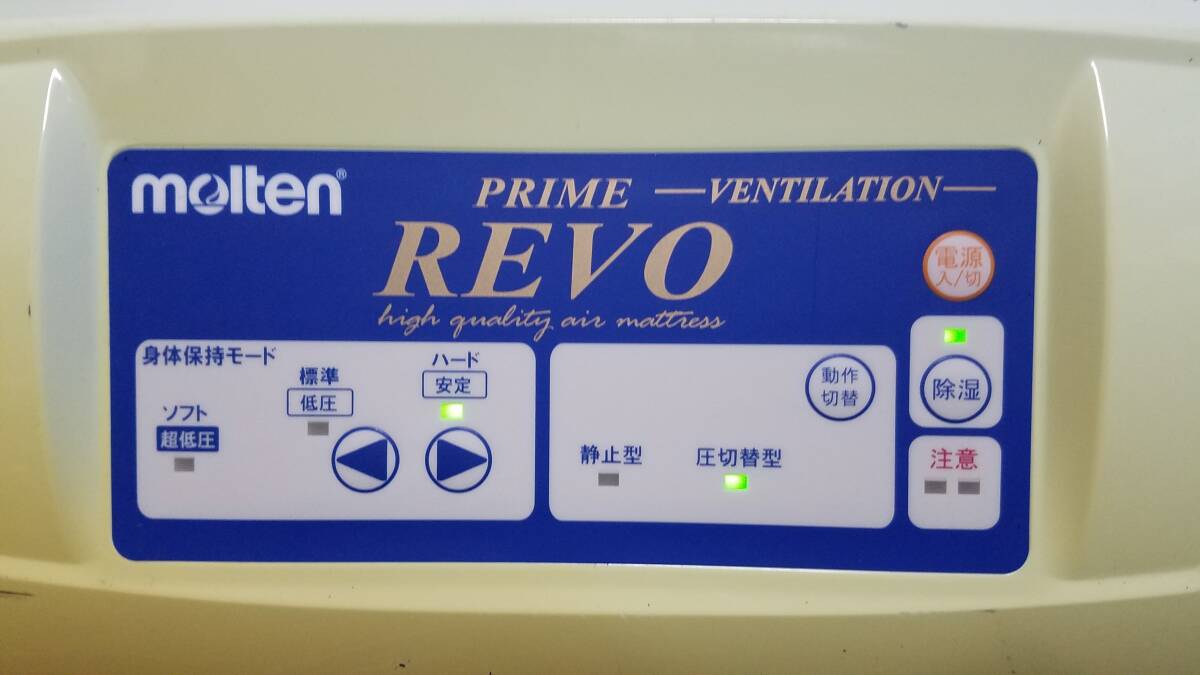 molten®
PRIME VENTILATION
REVO
high quality air mattress
電源
入/切
身体保持モード
ソフト
超低圧
標準
低圧
ハード
安定
動作
切替
静止型
圧切替型
除湿
注意